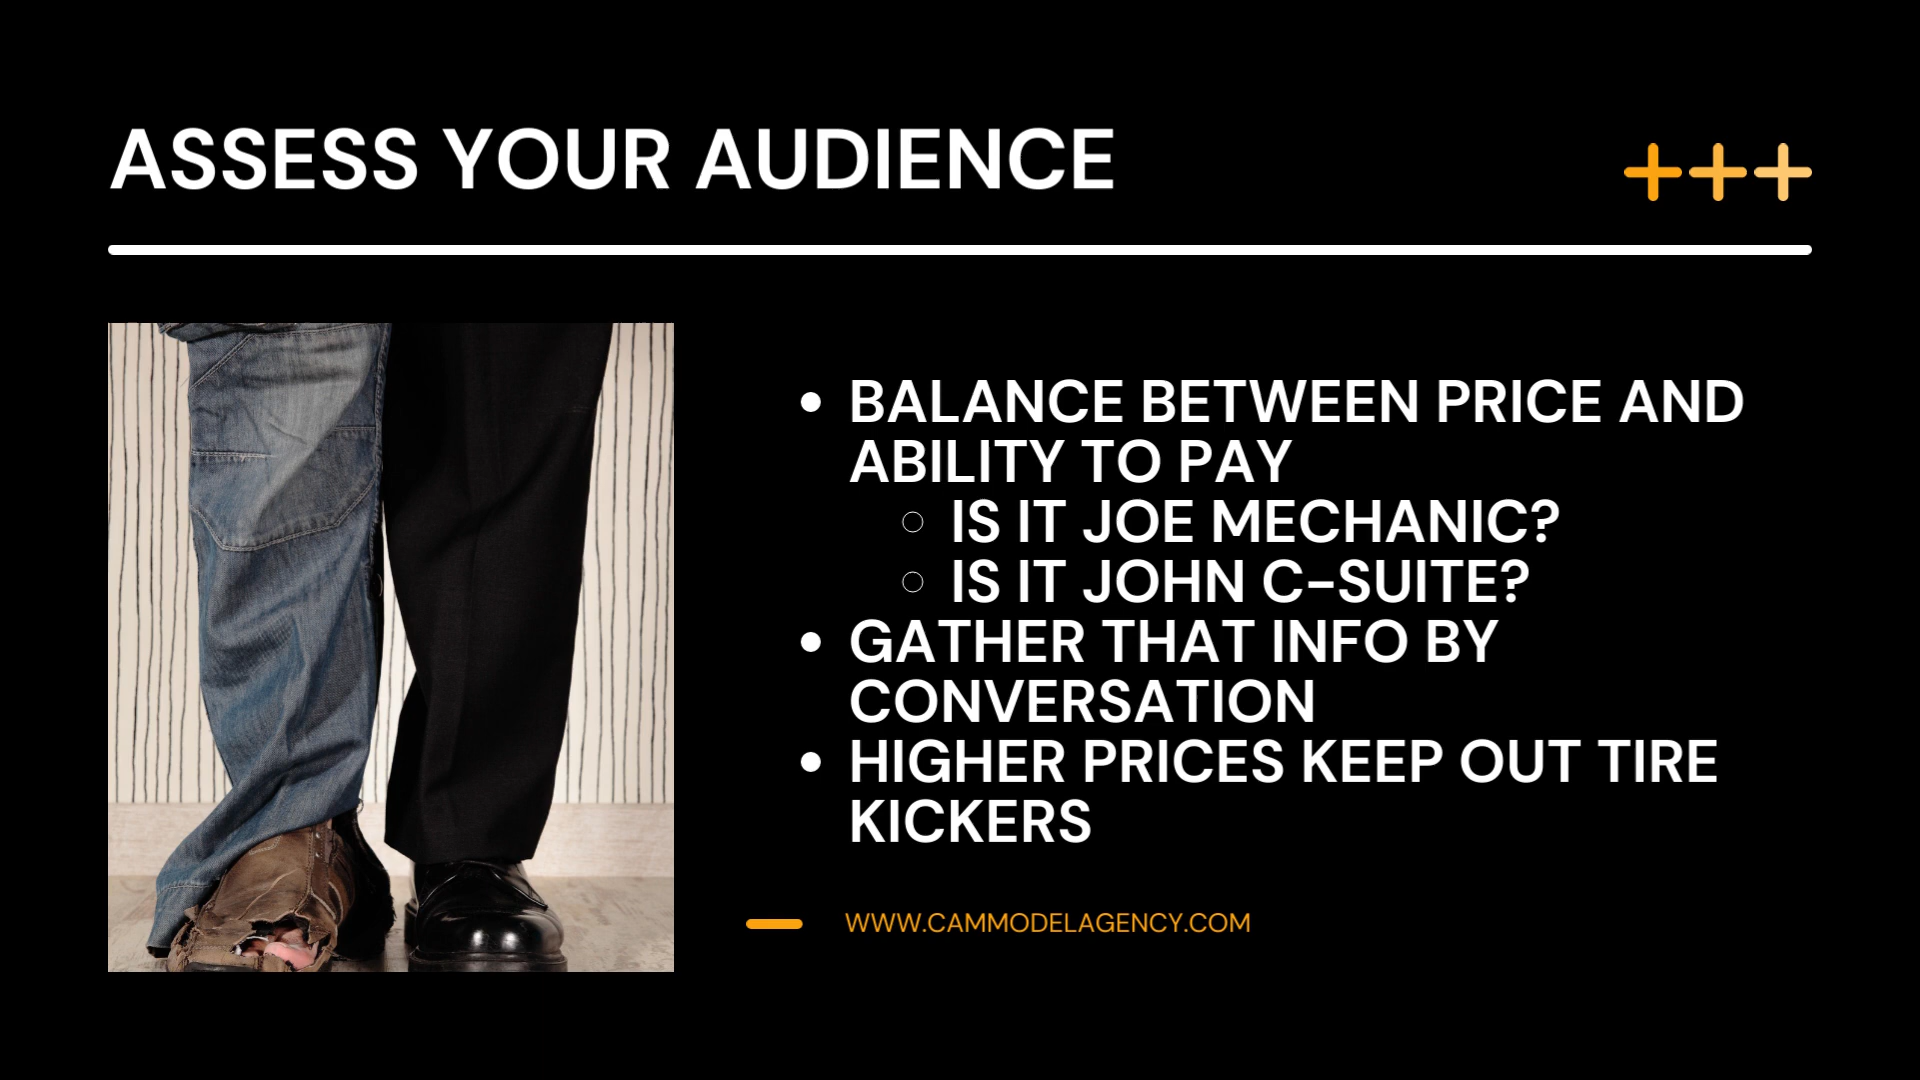 ASSESS YOUR AUDIENCE
BALANCE BETWEEN PRICE AND
ABILITY TO PAY
IS IT JOE MECHANIC?
IS IT JOHN C-SUITE?
GATHER THAT INFO BY
CONVERSATION
HIGHER PRICES KEEP OUT TIRE
KICKERS
WWW.CAMMODELAGENCY.COM